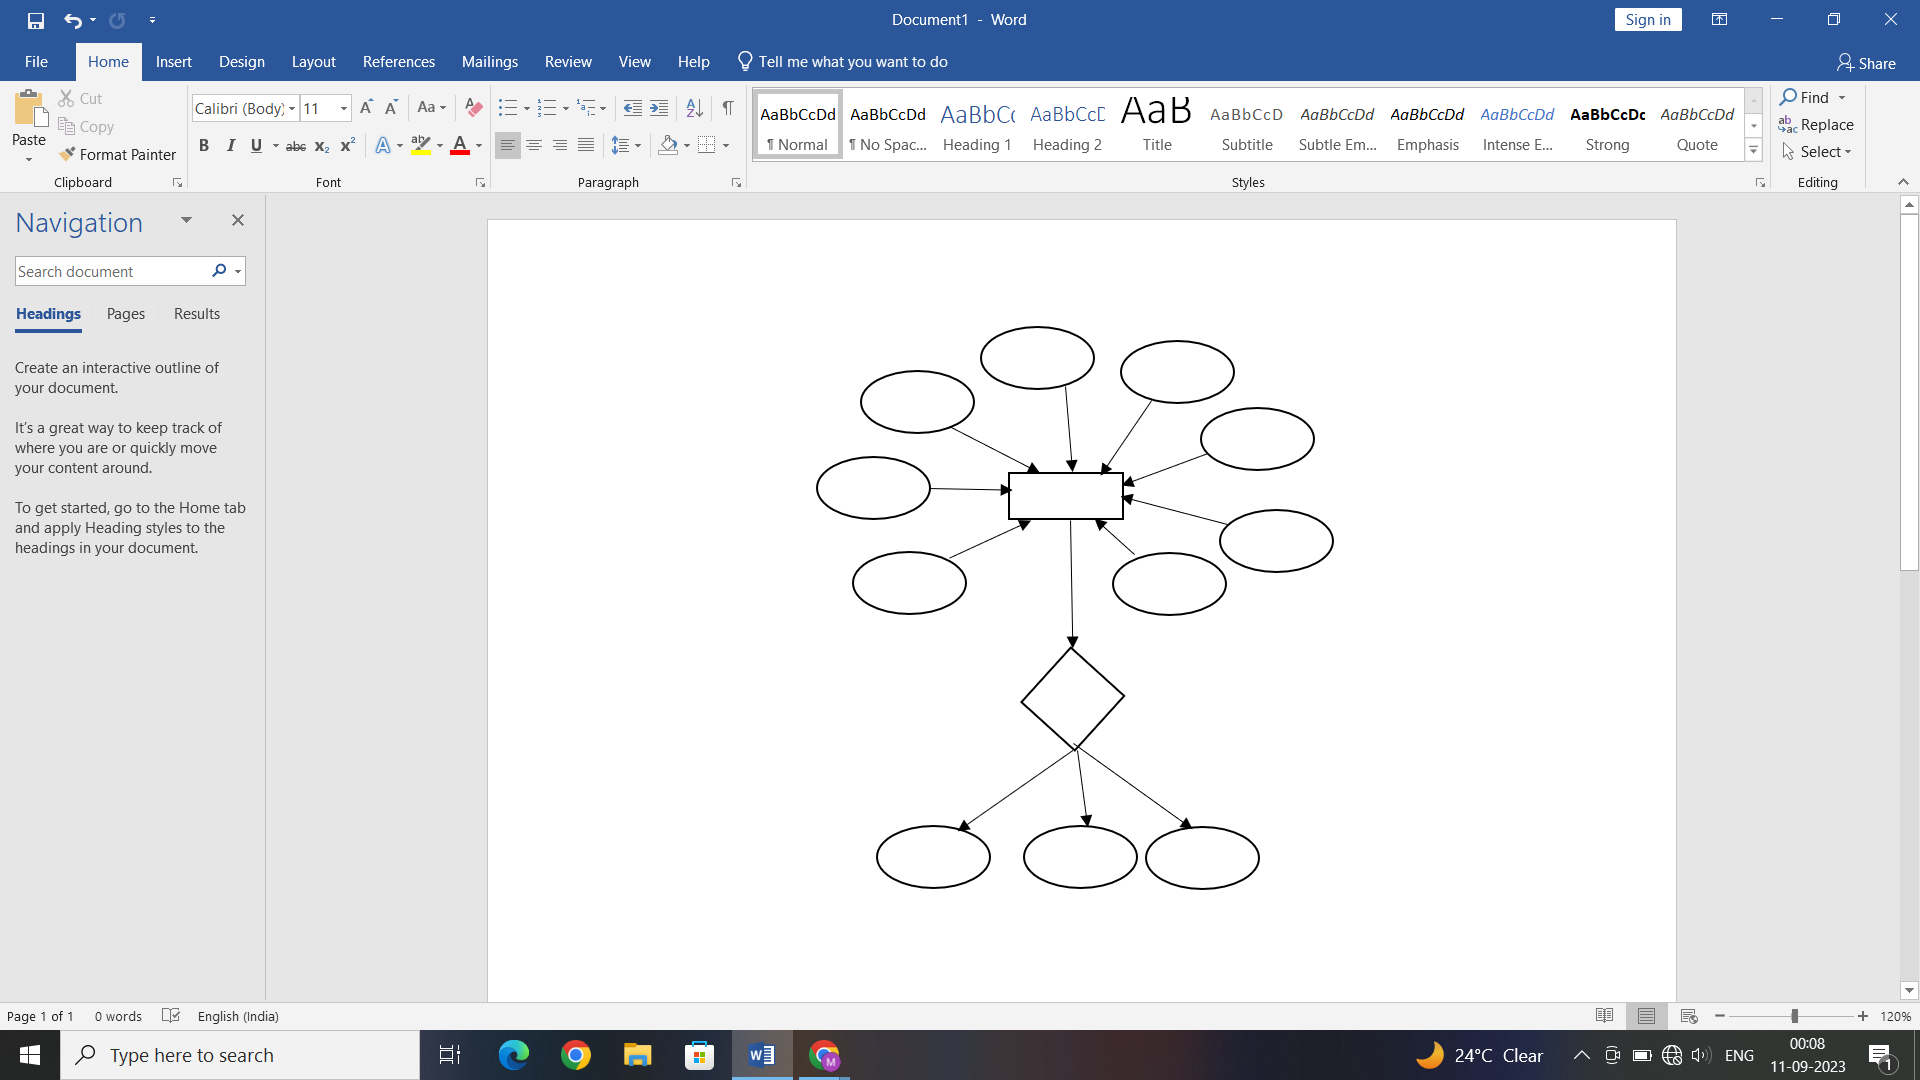 Document1 - Word
Sign in
File Home Insert Design Layout References Mailings Review View Help Tell me what you want to do
Share
Paste
Cut
Copy
Format Painter
Clipboard
Calibri (Body) 11
Aa
B I U abc x₂ x²
A ab A
Font
Paragraph
AaBbCcDd AaBbCcDd AaBbCc AaBbCcD AaB AaBbCcD AaBbCcDd AaBbCcDd AaBbCcDd AaBbCcDc AaBbCcDd
¶ Normal ¶ No Spac... Heading 1 Heading 2 Title Subtitle Subtle Em... Emphasis Intense E... Strong Quote
Styles
Find
Replace
Select
Editing
Navigation
Search document
Headings Pages Results
Create an interactive outline of
your document.
It's a great way to keep track of
where you are or quickly move
your content around.
To get started, go to the Home tab
and apply Heading styles to the
headings in your document.
Page 1 of 1 0 words English (India)
120%
Type here to search
24°C Clear
ENG
00:08
11-09-2023
1